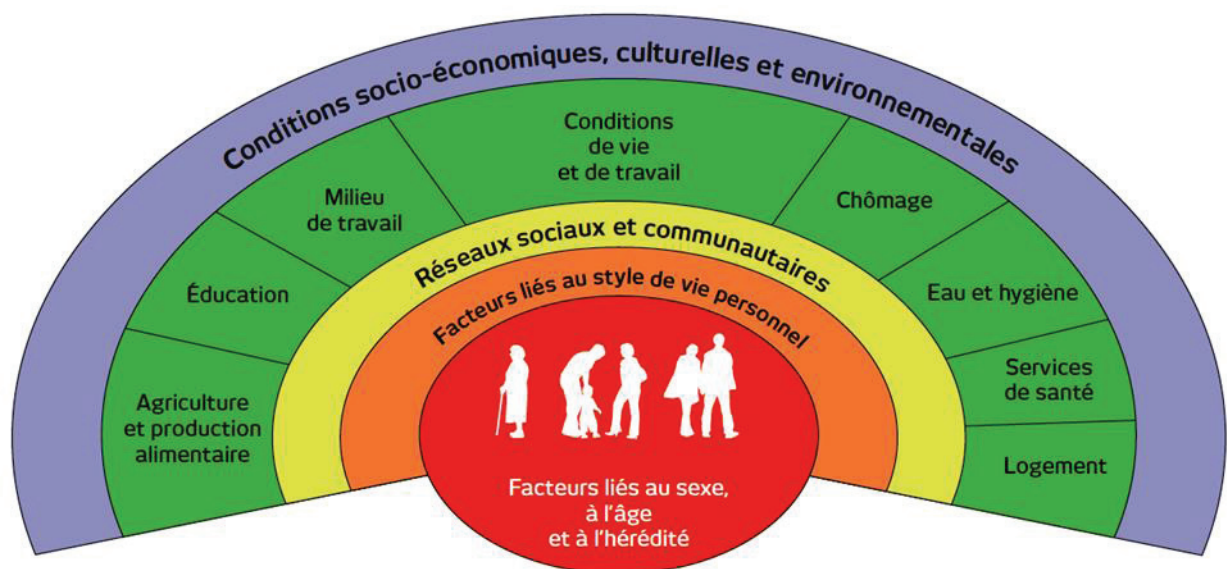 Conditions socio-économiques, culturelles et environnementales
Conditions
de vie
et de travail
Milieu
de travail
Chômage
Réseaux sociaux et communautaires
Éducation
Facteurs liés au style de vie personnel
Eau et hygiène
Services
de santé
Agriculture
et production
alimentaire
Logement
Facteurs liés au sexe,
à l'âge
et à l'hérédité